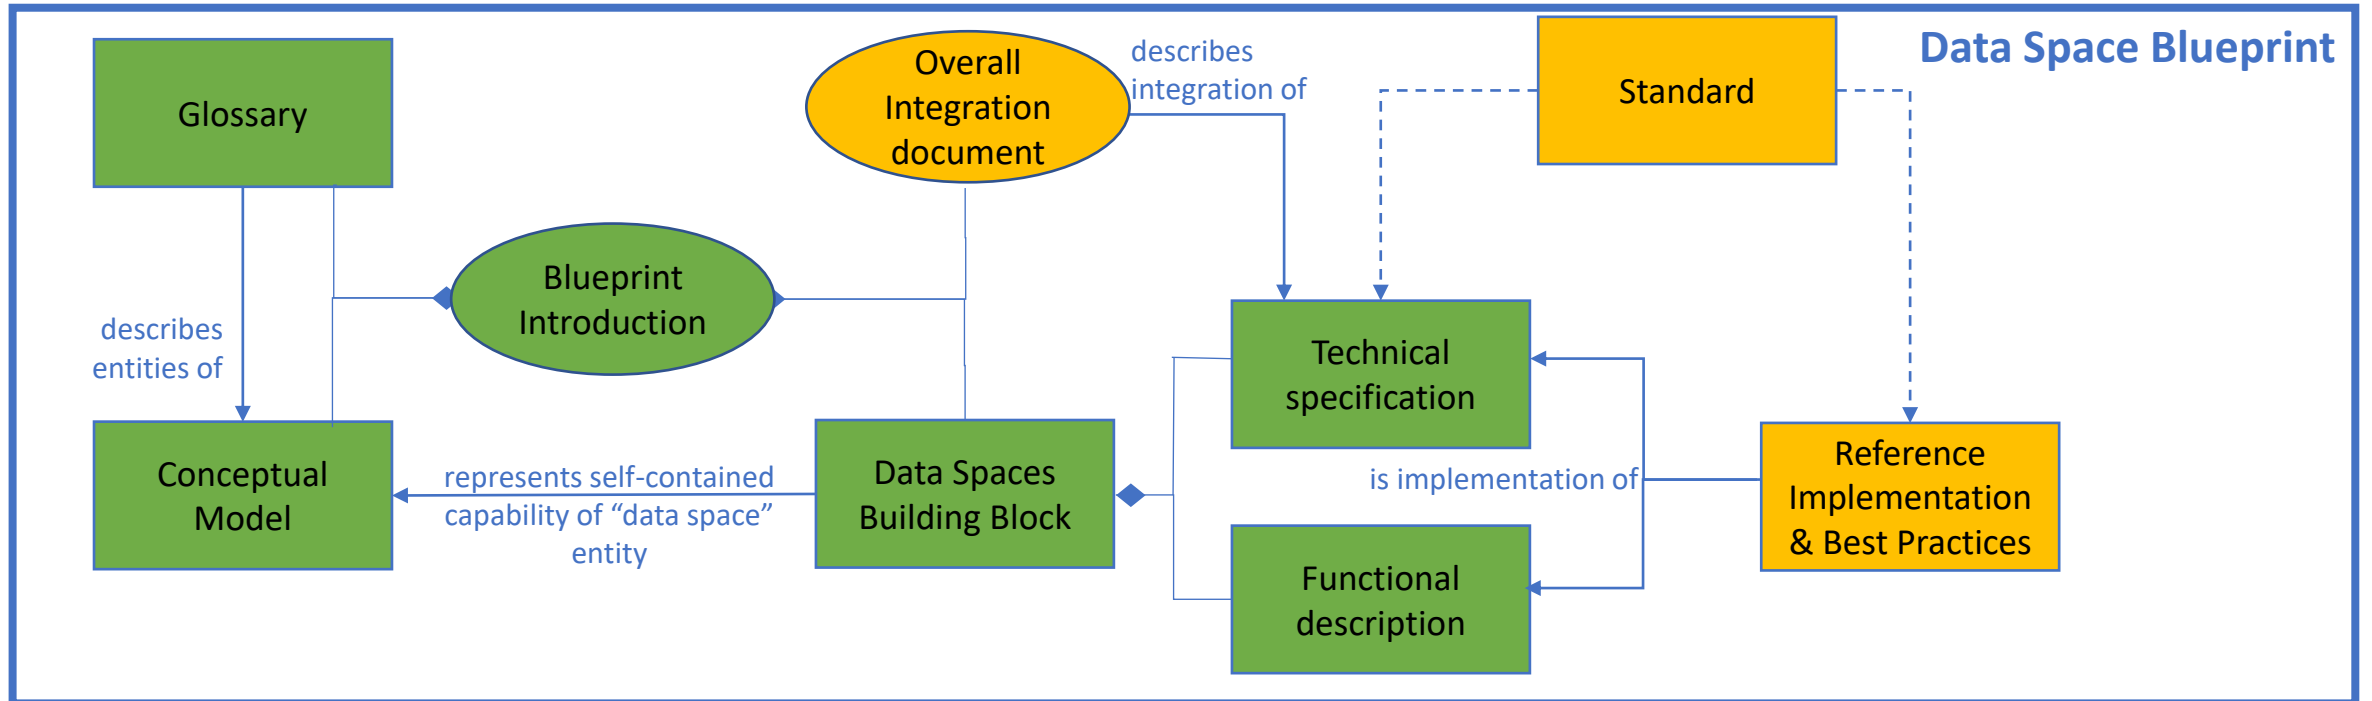 Data Space Blueprint
Glossary
Overall
Integration
document
describes
integration of
Standard
Blueprint
Introduction
describes
entities of
Technical
specification
Conceptual
Model
represents self-contained
capability of “data space”
entity
Data Spaces
Building Block
is implementation of
Reference
Implementation
& Best Practices
Functional
description